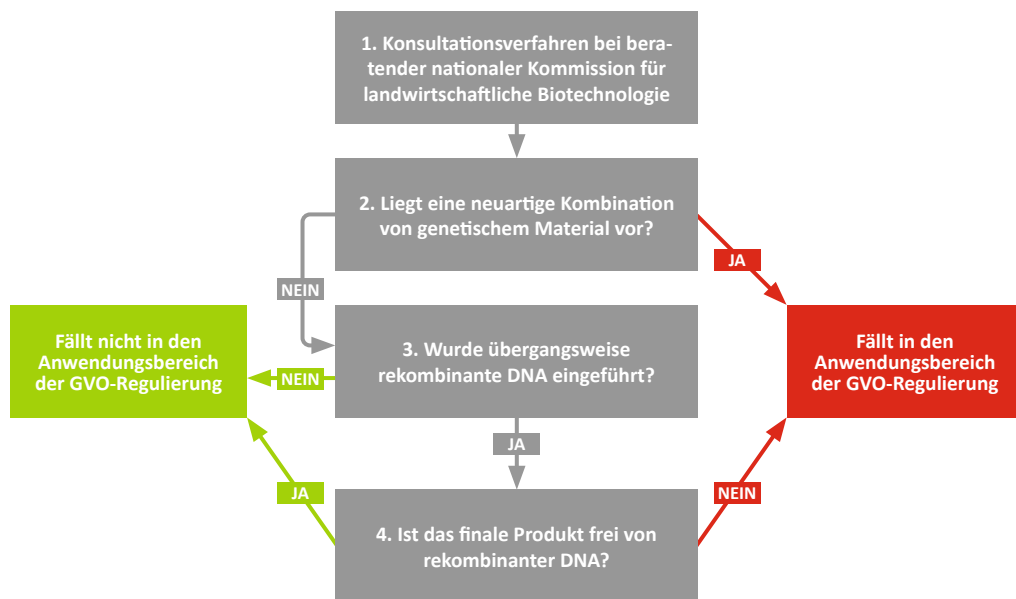 1. Konsultationsverfahren bei bera-
tender nationaler Kommission für
landwirtschaftliche Biotechnologie
2. Liegt eine neuartige Kombination
von genetischem Material vor?
JA
NEIN
Fällt nicht in den
Anwendungsbereich
der GVO-Regulierung
3. Wurde übergangsweise
rekombinante DNA eingeführt?
Fällt in den
Anwendungsbereich
der GVO-Regulierung
NEIN
JA
JA
NEIN
4. Ist das finale Produkt frei von
rekombinanter DNA?